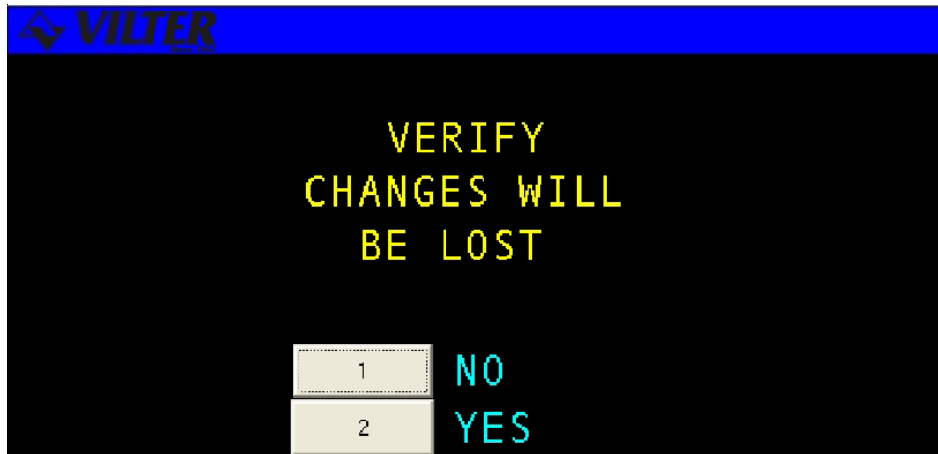 VILTER
VERIFY
CHANGES WILL
BE LOST
1 NO
2 YES